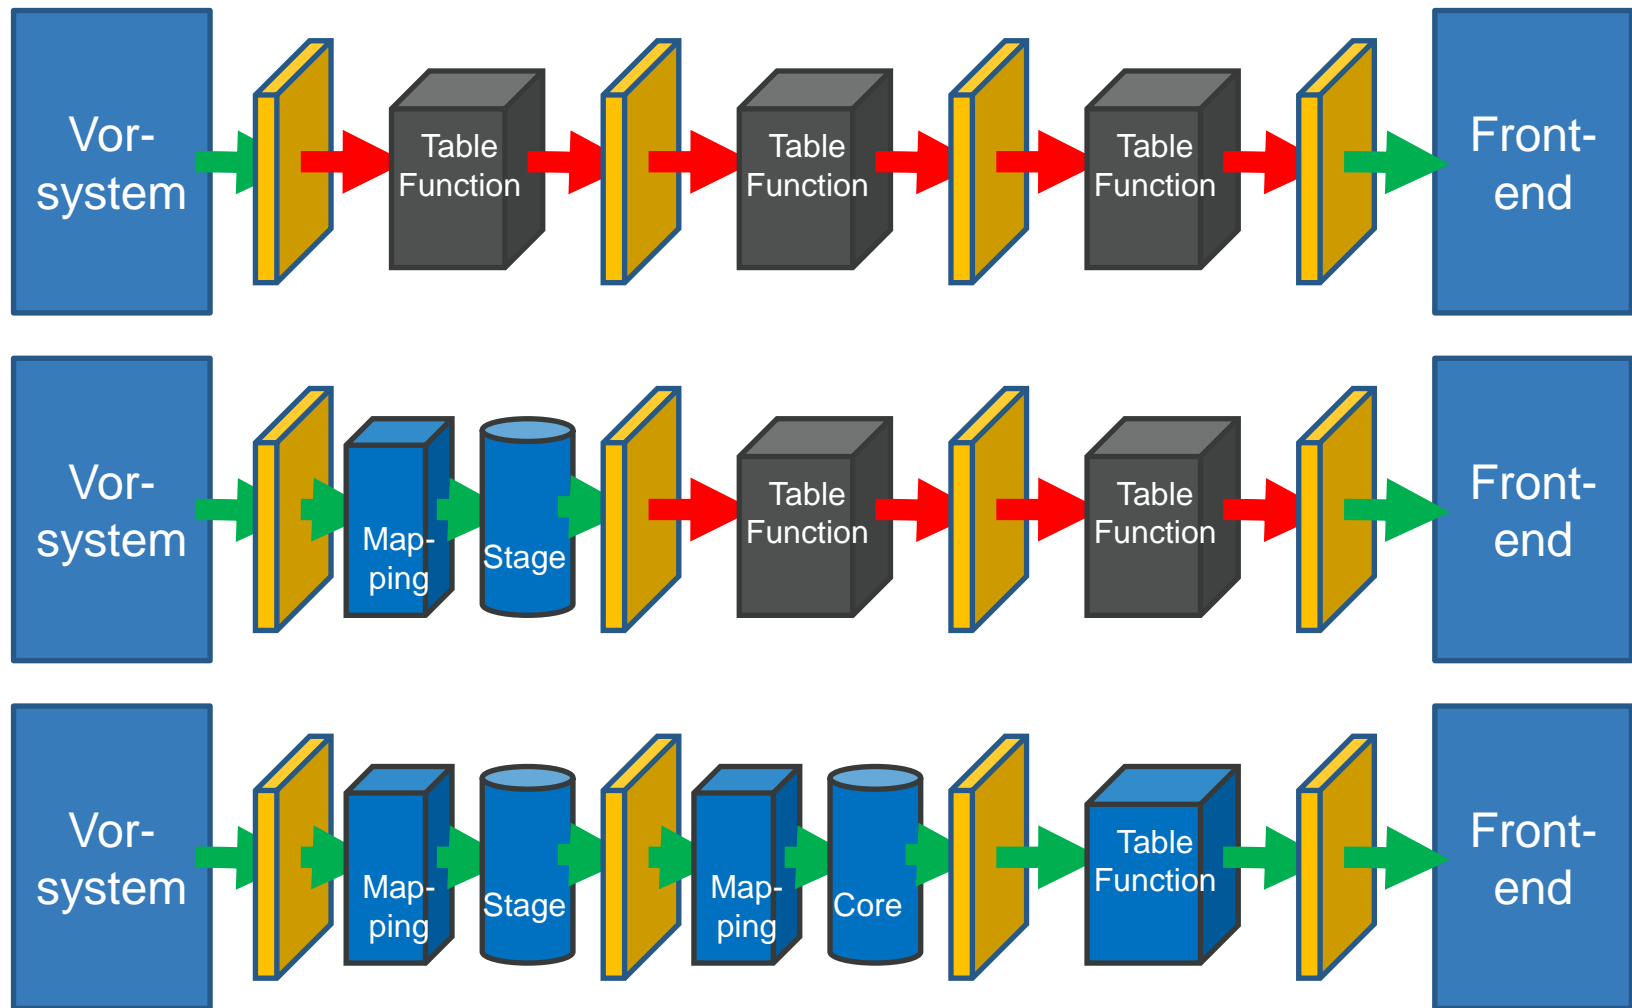 Vor-
system
Table
Function
Table
Function
Table
Function
Front-
end
Vor-
system
Map-
ping
Stage
Table
Function
Table
Function
Front-
end
Vor-
system
Map-
ping
Stage
Map-
ping
Core
Table
Function
Front-
end